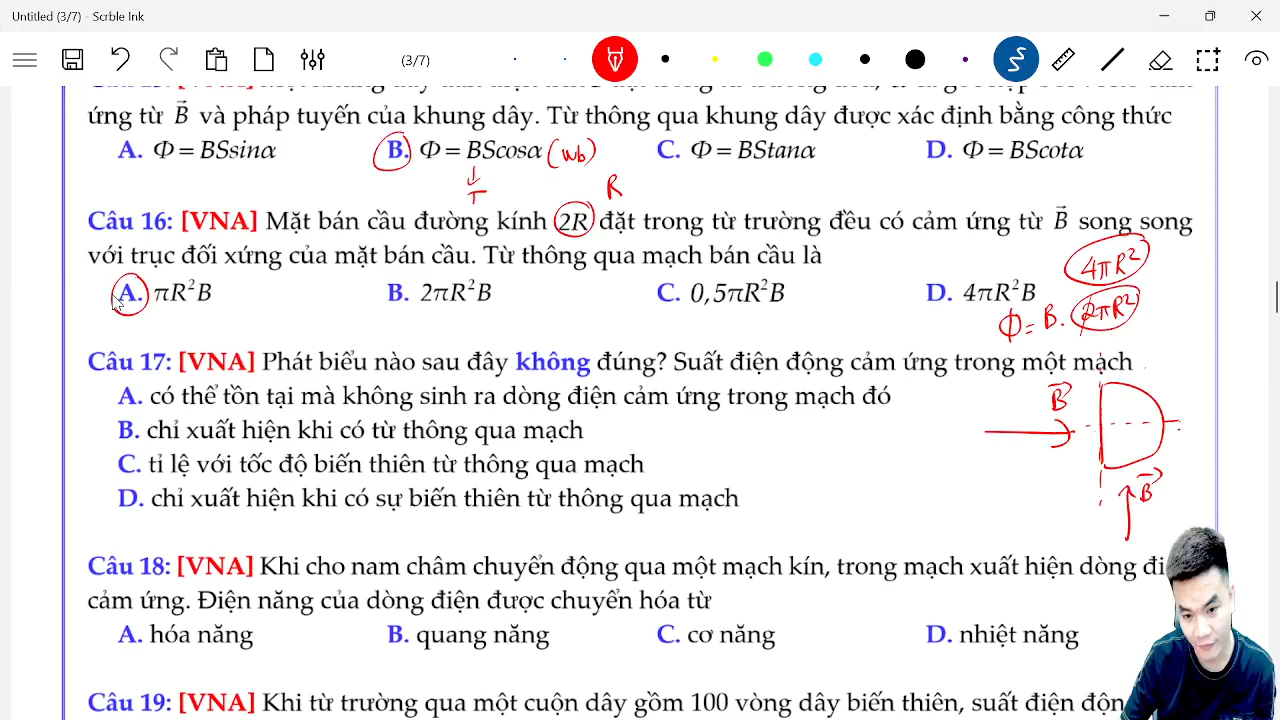 Untitled (3/7) - Scrble Ink
(3/7)
ứng từ B⃗ và pháp tuyến của khung dây. Từ thông qua khung dây được xác định bằng công thức
A. Φ = BSsinα B. Φ = BScosα (Wb) C. Φ = BStanα D. Φ = BScotα
↓
T
R
Câu 16: [VNA] Mặt bán cầu đường kính 2R đặt trong từ trường đều có cảm ứng từ B⃗ song song
với trục đối xứng của mặt bán cầu. Từ thông qua mạch bán cầu là
4πR²
A. πR²B B. 2πR²B C. 0,5πR²B D. 4πR²B
Φ = B. 2πR²
Câu 17: [VNA] Phát biểu nào sau đây không đúng? Suất điện động cảm ứng trong một mạch
A. có thể tồn tại mà không sinh ra dòng điện cảm ứng trong mạch đó
B⃗
B. chỉ xuất hiện khi có từ thông qua mạch
C. tỉ lệ với tốc độ biến thiên từ thông qua mạch
D. chỉ xuất hiện khi có sự biến thiên từ thông qua mạch
B⃗
Câu 18: [VNA] Khi cho nam châm chuyển động qua một mạch kín, trong mạch xuất hiện dòng
cảm ứng. Điện năng của dòng điện được chuyển hóa từ
A. hóa năng B. quang năng C. cơ năng D. nhiệt năng
Câu 19: [VNA] Khi từ trường qua một cuộn dây gồm 100 vòng dây biến thiên, suất điện